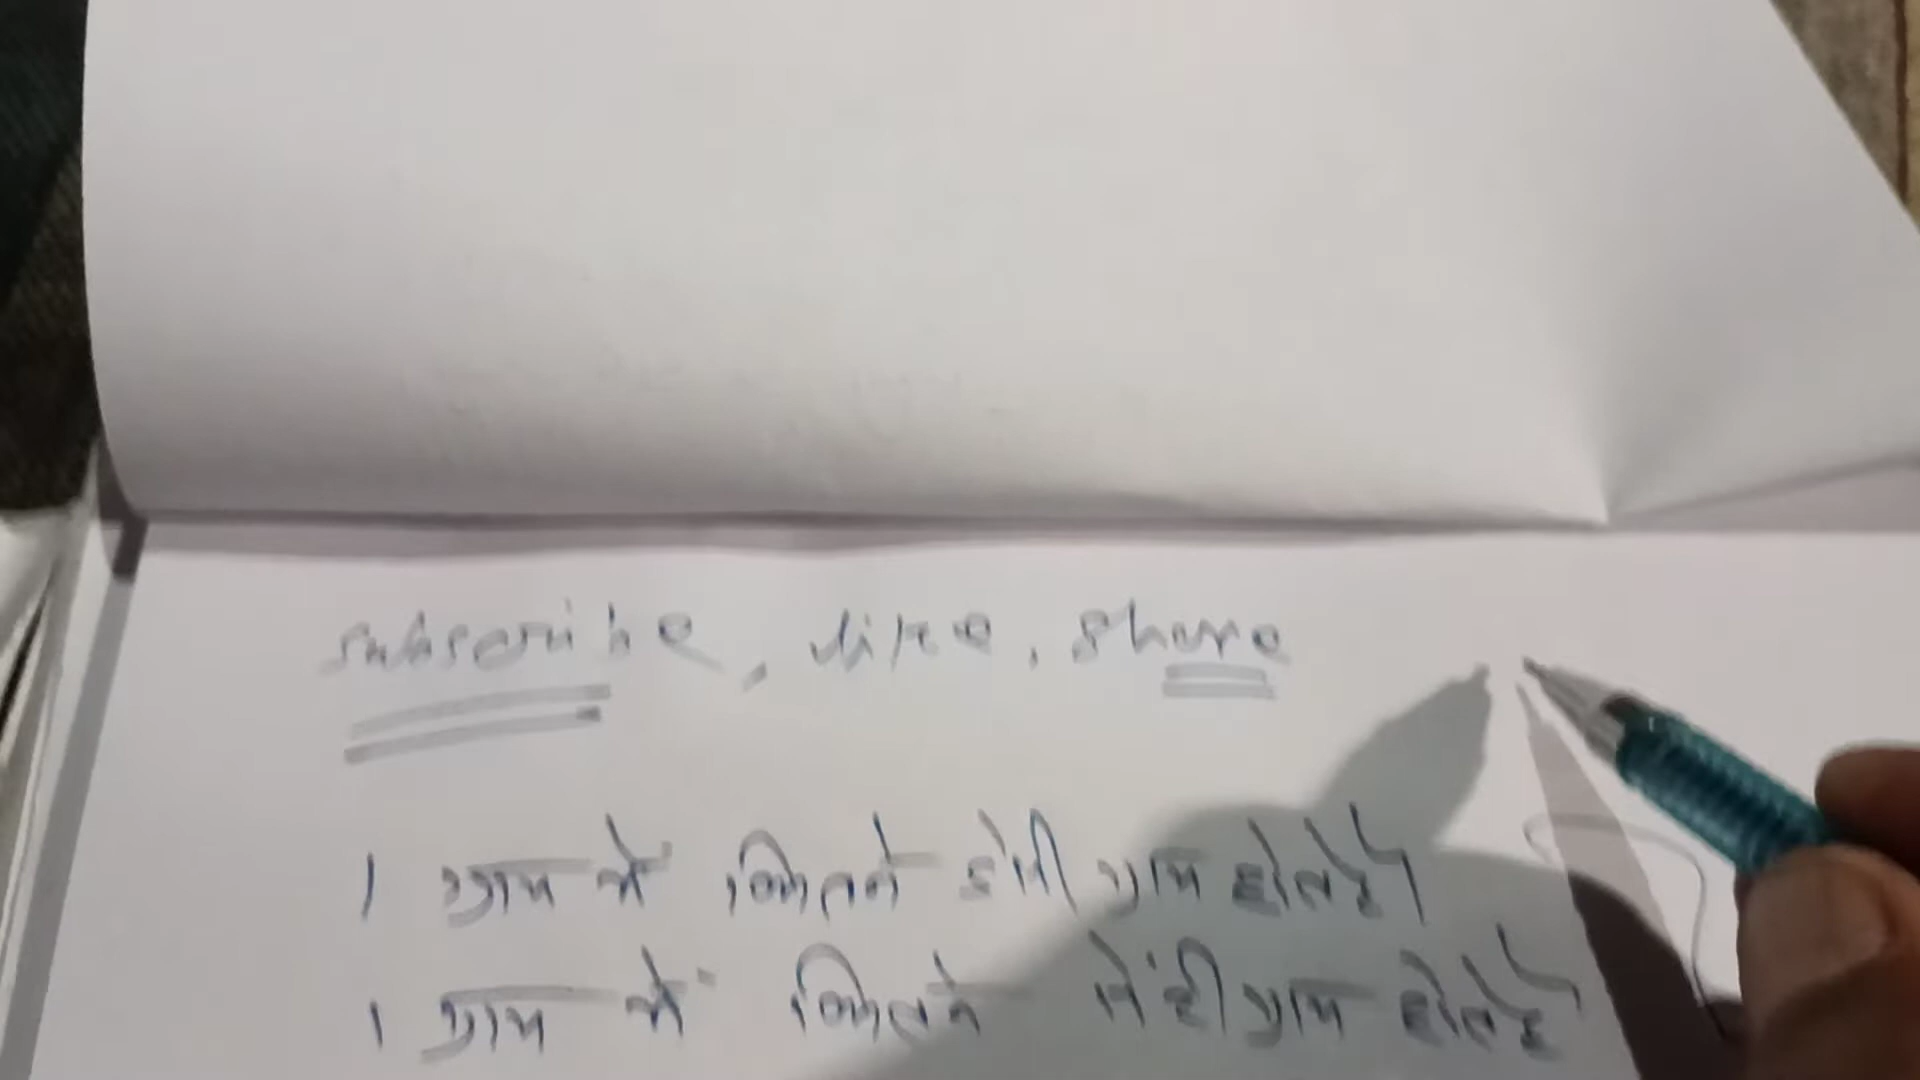 subscribe, like, share
1 ग्राम में कितने डेसीग्राम होते है
1 ग्राम में कितने सेंटीग्राम होते है